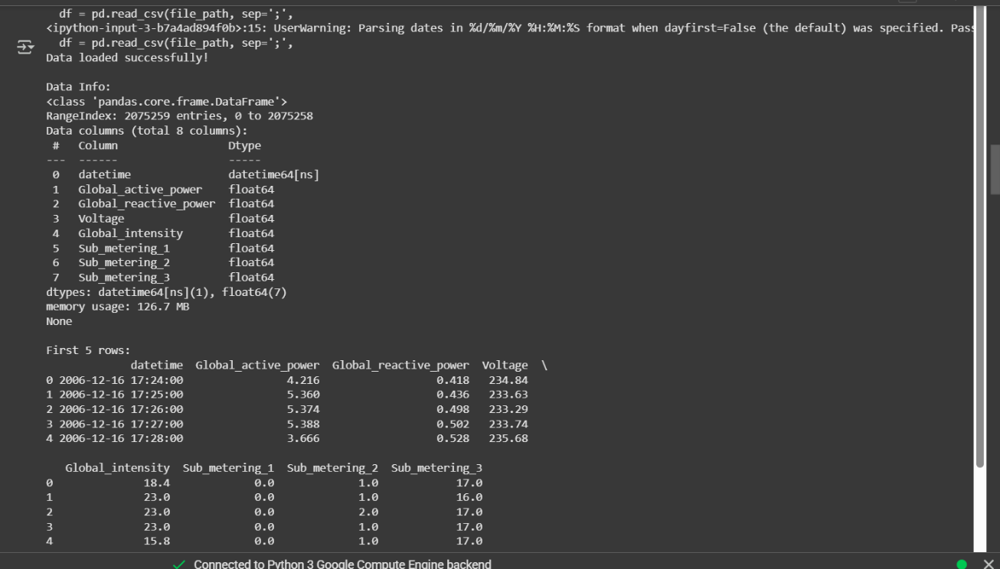 df = pd.read_csv(file_path, sep=';',
<ipython-input-3-b7a4ad894f0b>:15: UserWarning: Parsing dates in %d/%m/%Y %H:%M:%S format when dayfirst=False (the default) was specified. Pass
df = pd.read_csv(file_path, sep=';',
Data loaded successfully!

Data Info:
<class 'pandas.core.frame.DataFrame'>
RangeIndex: 2075259 entries, 0 to 2075258
Data columns (total 8 columns):
 #   Column                 Dtype
---  ------                 -----
 0   datetime               datetime64[ns]
 1   Global_active_power    float64
 2   Global_reactive_power  float64
 3   Voltage                float64
 4   Global_intensity       float64
 5   Sub_metering_1         float64
 6   Sub_metering_2         float64
 7   Sub_metering_3         float64
dtypes: datetime64[ns](1), float64(7)
memory usage: 126.7 MB
None

First 5 rows:
             datetime  Global_active_power  Global_reactive_power  Voltage  \
0 2006-12-16 17:24:00                4.216                  0.418   234.84
1 2006-12-16 17:25:00                5.360                  0.436   233.63
2 2006-12-16 17:26:00                5.374                  0.498   233.29
3 2006-12-16 17:27:00                5.388                  0.502   233.74
4 2006-12-16 17:28:00                3.666                  0.528   235.68

   Global_intensity  Sub_metering_1  Sub_metering_2  Sub_metering_3
0              18.4             0.0             1.0            17.0
1              23.0             0.0             1.0            16.0
2              23.0             0.0             2.0            17.0
3              23.0             0.0             1.0            17.0
4              15.8             0.0             1.0            17.0
Connected to Python 3 Google Compute Engine backend